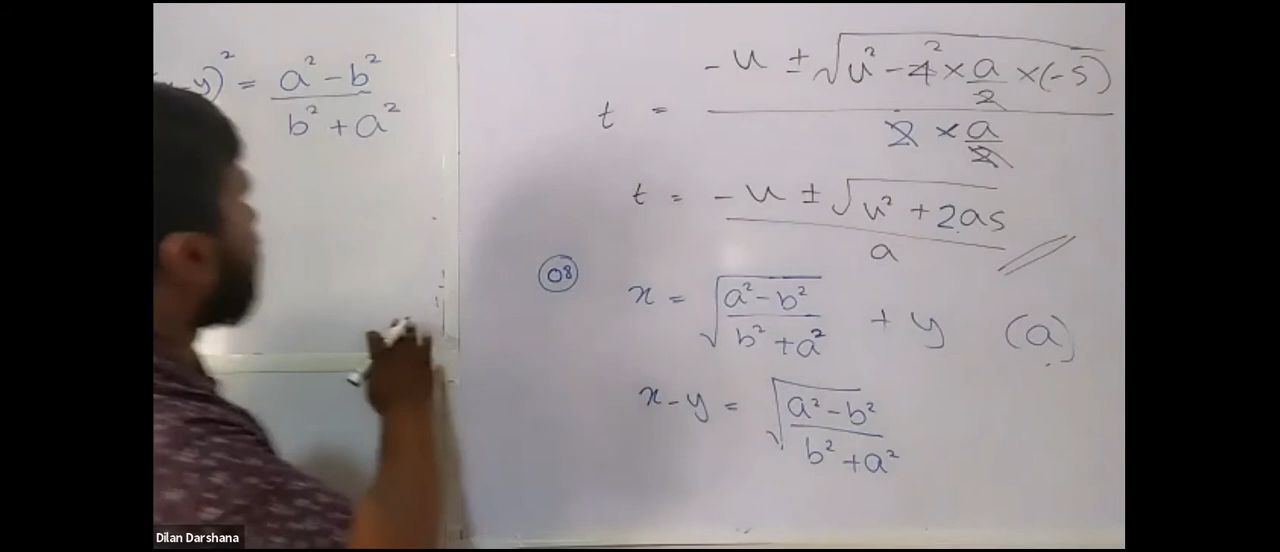 -y)² = a² - b² / b² + a²
t = -u ± √(u² - 4² × a/2 × (-s)) / 2 × a/2
t = -u ± √(u² + 2as) / a
08 x = √(a² - b² / b² + a²) + y (a)
x - y = √(a² - b² / b² + a²)
Dilan Darshana